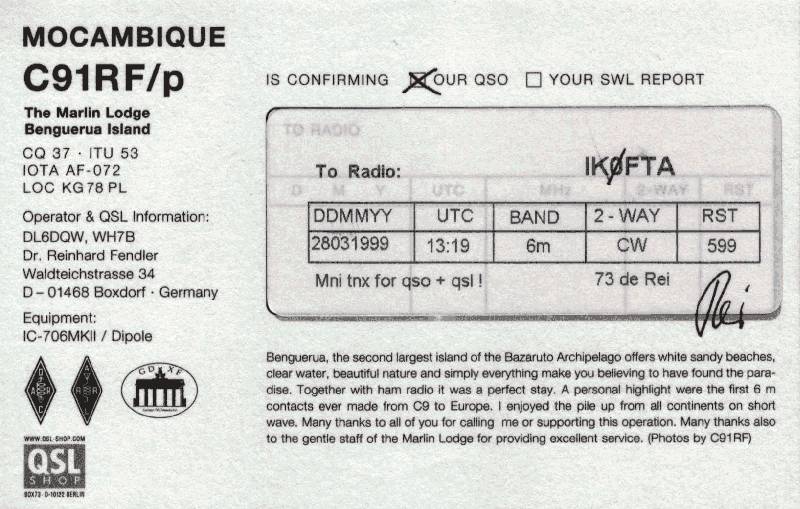 MOCAMBIQUE
C91RF/p
The Marlin Lodge
Benguerua Island
CQ 37 · ITU 53
IOTA AF-072
LOC KG78 PL
Operator & QSL Information:
DL6DQW, WH7B
Dr. Reinhard Fendler
Waldteichstrasse 34
D – 01468 Boxdorf · Germany
Equipment:
IC-706MKII / Dipole
GDXF
WWW.QSL-SHOP.COM
QSL
SHOP
BOX73 · D-10122 BERLIN
IS CONFIRMING ☒ OUR QSO ☐ YOUR SWL REPORT
TO RADIO
To Radio: IKØFTA
D M Y UTC MHz 2-WAY RST
DDMMYY UTC BAND 2 - WAY RST
28031999 13:19 6m CW 599
Mni tnx for qso + qsl ! 73 de Rei
Rei
Benguerua, the second largest island of the Bazaruto Archipelago offers white sandy beaches,
clear water, beautiful nature and simply everything make you believing to have found the para-
dise. Together with ham radio it was a perfect stay. A personal highlight were the first 6 m
contacts ever made from C9 to Europe. I enjoyed the pile up from all continents on short
wave. Many thanks to all of you for calling me or supporting this operation. Many thanks also
to the gentle staff of the Marlin Lodge for providing excellent service. (Photos by C91RF)